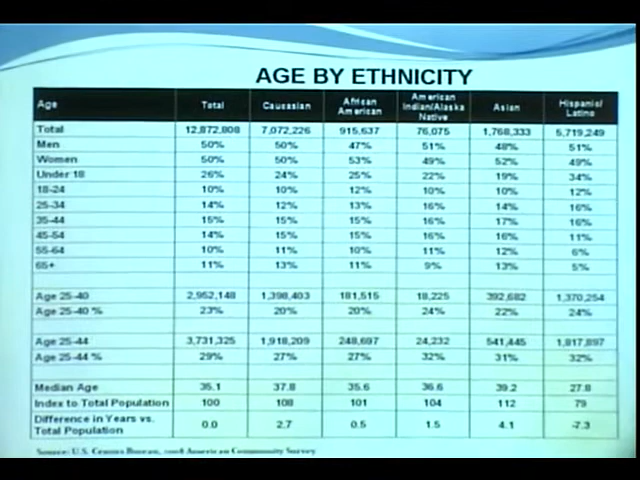 AGE BY ETHNICITY
Age Total Caucasian African American American Indian/Alaska Native Asian Hispanic/ Latino
Total 12,872,808 7,072,226 915,637 76,075 1,768,333 5,719,249
Men 50% 50% 47% 51% 48% 51%
Women 50% 50% 53% 49% 52% 49%
Under 18 26% 24% 25% 22% 19% 34%
18-24 10% 10% 12% 10% 10% 12%
25-34 14% 12% 13% 16% 14% 16%
35-44 15% 15% 15% 16% 17% 16%
45-54 14% 15% 15% 16% 16% 11%
55-64 10% 11% 10% 11% 12% 6%
65+ 11% 13% 11% 9% 13% 5%
Age 25-40 2,952,148 1,398,403 181,515 18,225 392,682 1,370,254
Age 25-40 % 23% 20% 20% 24% 22% 24%
Age 25-44 3,731,325 1,918,209 248,697 24,232 541,445 1,817,897
Age 25-44 % 29% 27% 27% 32% 31% 32%
Median Age 35.1 37.8 35.6 36.6 39.2 27.8
Index to Total Population 100 108 101 104 112 79
Difference in Years vs. Total Population 0.0 2.7 0.5 1.5 4.1 -7.3
Source: U.S. Census Bureau, 2008 American Community Survey